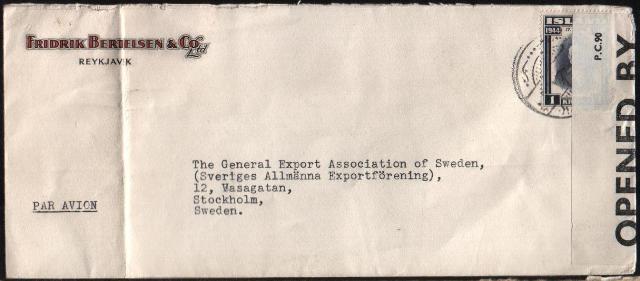 FRIDRIK BERTELSEN & CO. Ltd
REYKJAVIK
ISLAND
1944
1
P.C. 90
OPENED BY
The General Export Association of Sweden,
(Sveriges Allmänna Exportförening),
12, Vasagatan,
Stockholm,
Sweden.
PAR AVION